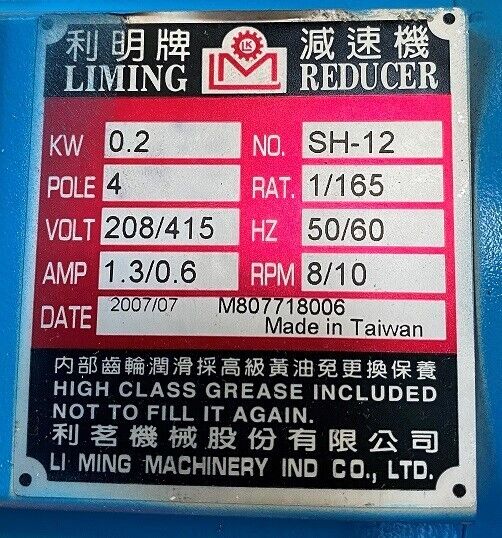 利明牌 LK M 減速機
LIMING REDUCER
KW 0.2 NO. SH-12
POLE 4 RAT. 1/165
VOLT 208/415 HZ 50/60
AMP 1.3/0.6 RPM 8/10
DATE 2007/07 M807718006
Made in Taiwan
內部齒輪潤滑採高級黃油免更換保養
HIGH CLASS GREASE INCLUDED
NOT TO FILL IT AGAIN.
利茗機械股份有限公司
LI MING MACHINERY IND CO., LTD.